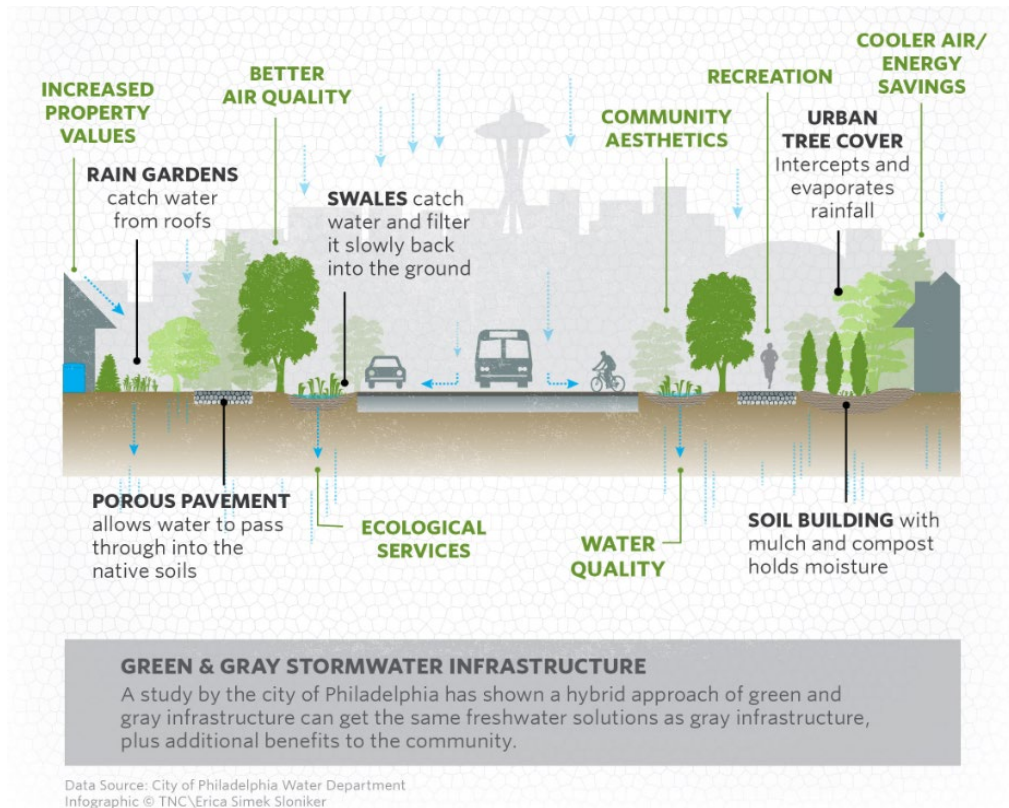 INCREASED
PROPERTY
VALUES
BETTER
AIR QUALITY
COMMUNITY
AESTHETICS
RECREATION
COOLER AIR/
ENERGY
SAVINGS
RAIN GARDENS
catch water
from roofs
SWALES catch
water and filter
it slowly back
into the ground
URBAN
TREE COVER
Intercepts and
evaporates
rainfall
POROUS PAVEMENT
allows water to pass
through into the
native soils
ECOLOGICAL
SERVICES
WATER
QUALITY
SOIL BUILDING with
mulch and compost
holds moisture
GREEN & GRAY STORMWATER INFRASTRUCTURE
A study by the city of Philadelphia has shown a hybrid approach of green and
gray infrastructure can get the same freshwater solutions as gray infrastructure,
plus additional benefits to the community.
Data Source: City of Philadelphia Water Department
Infographic © TNC\Erica Simek Sloniker